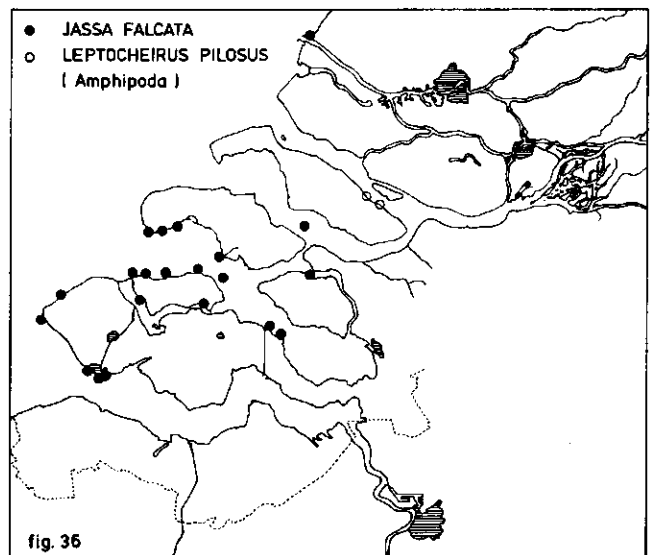 ● JASSA FALCATA
○ LEPTOCHEIRUS PILOSUS
( Amphipoda )
fig. 36